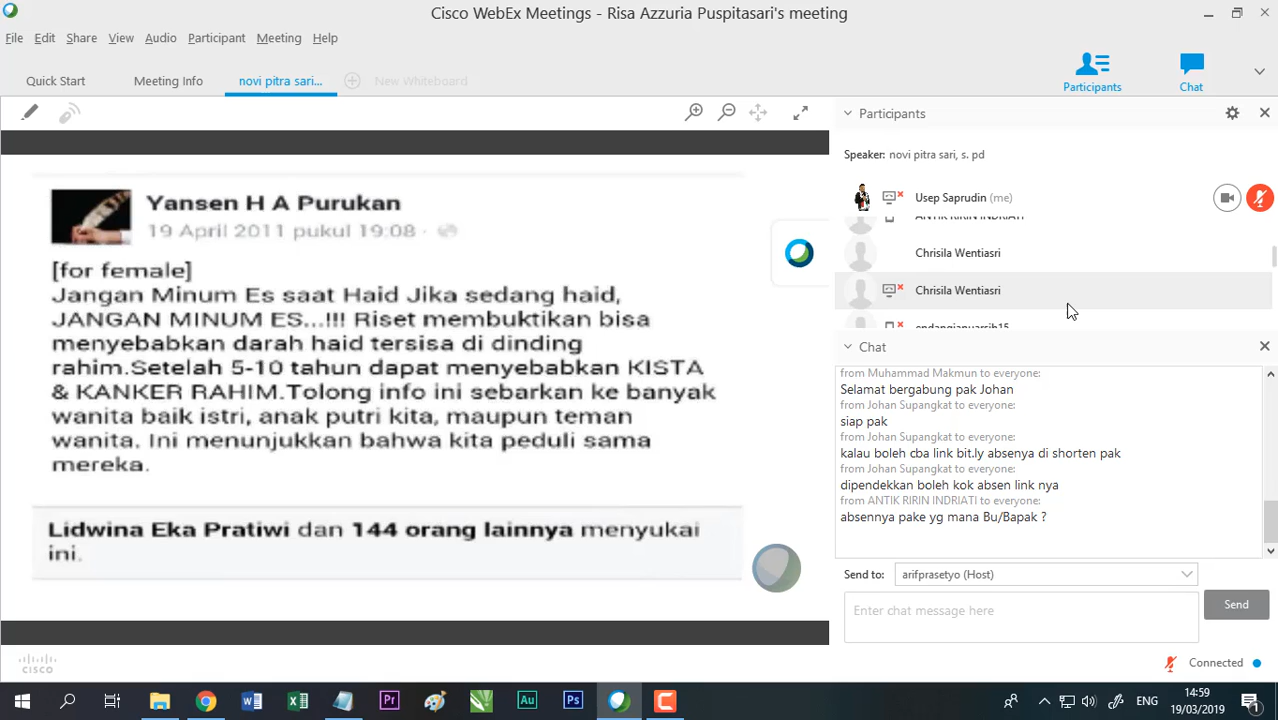 Cisco WebEx Meetings - Risa Azzuria Puspitasari's meeting
File Edit Share View Audio Participant Meeting Help
Quick Start Meeting Info novi pitra sari... New Whiteboard
Participants Chat
Yansen H A Purukan
19 April 2011 pukul 19:08
[for female]
Jangan Minum Es saat Haid Jika sedang haid,
JANGAN MINUM ES...!!! Riset membuktikan bisa
menyebabkan darah haid tersisa di dinding
rahim.Setelah 5-10 tahun dapat menyebabkan KISTA
& KANKER RAHIM.Tolong info ini sebarkan ke banyak
wanita baik istri, anak putri kita, maupun teman
wanita. Ini menunjukkan bahwa kita peduli sama
mereka.
Lidwina Eka Pratiwi dan 144 orang lainnya menyukai
ini.
cisco
Participants
Speaker: novi pitra sari, s. pd
Usep Saprudin (me)
ANTIK RIRIN INDRIATI
Chrisila Wentiasri
Chrisila Wentiasri
Chat
from Muhammad Makmun to everyone:
Selamat bergabung pak Johan
from Johan Supangkat to everyone:
siap pak
from Johan Supangkat to everyone:
kalau boleh cba link bit.ly absenya di shorten pak
from Johan Supangkat to everyone:
dipendekkan boleh kok absen link nya
from ANTIK RIRIN INDRIATI to everyone:
absennya pake yg mana Bu/Bapak ?
Send to: arifprasetyo (Host)
Enter chat message here
Send
Connected
Pr Au Ps
ENG
14:59
19/03/2019
1